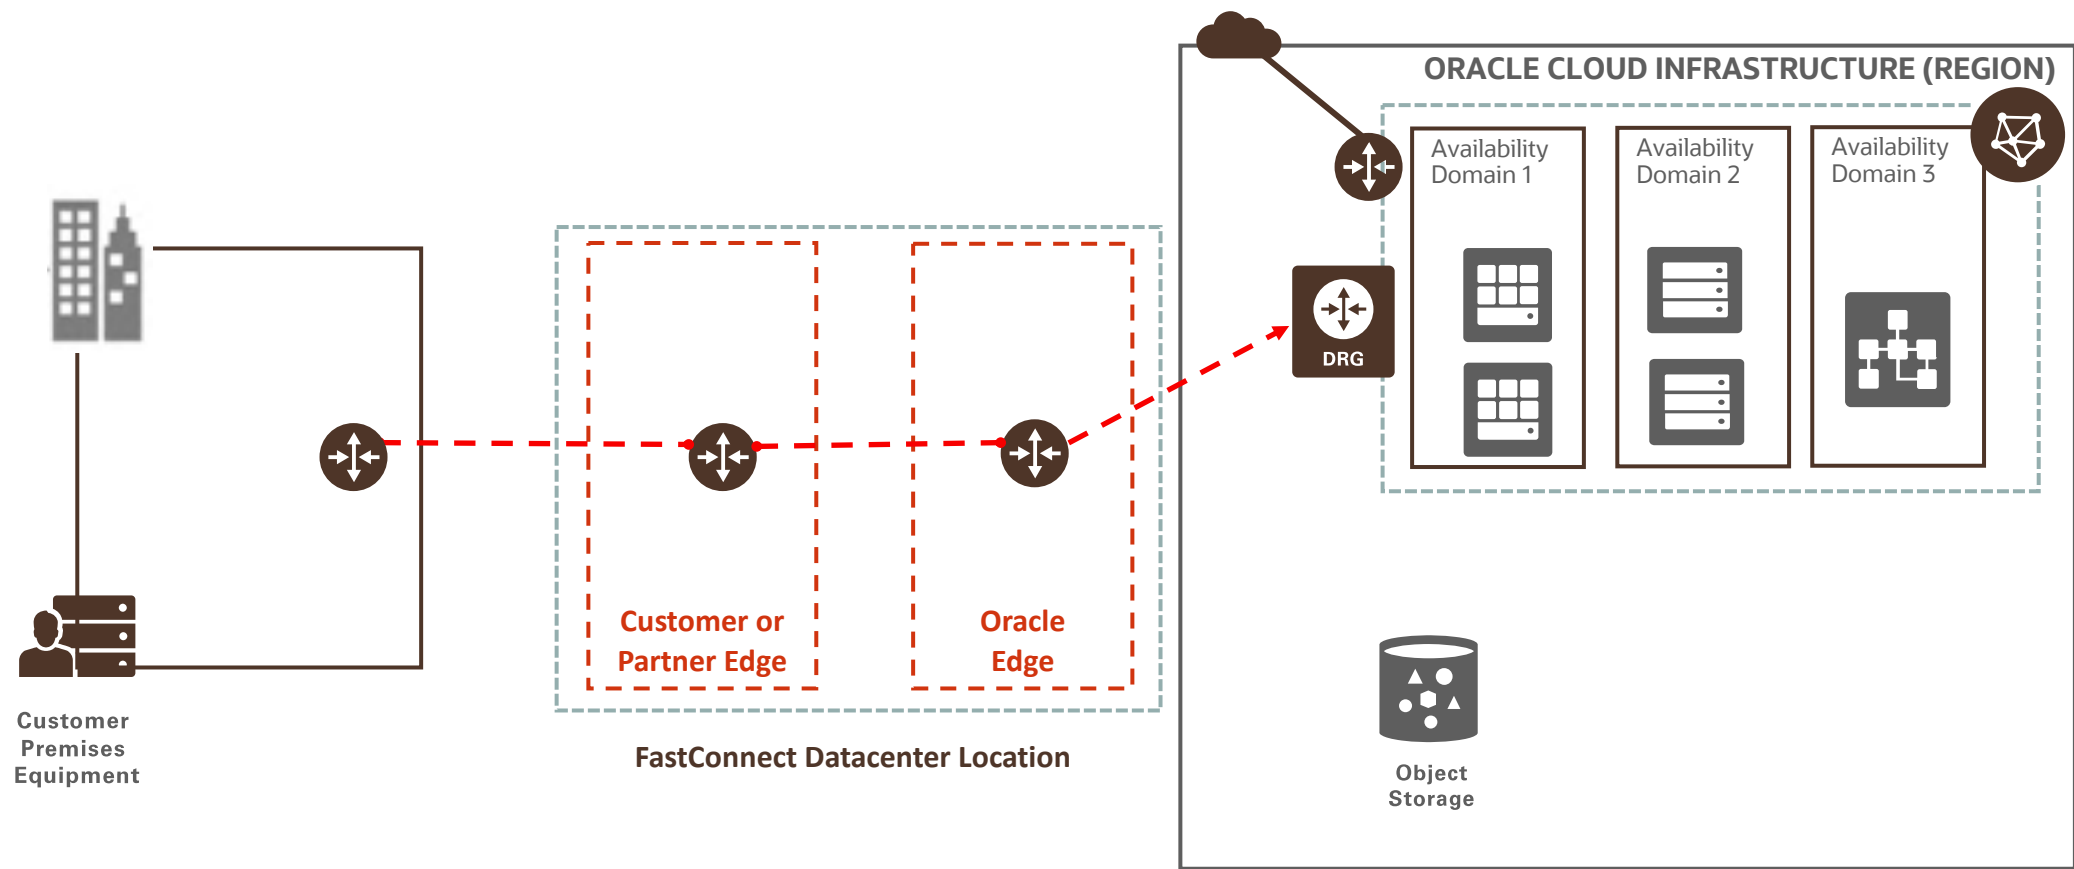 ORACLE CLOUD INFRASTRUCTURE (REGION)
Availability
Domain 1
Availability
Domain 2
Availability
Domain 3
DRG
Customer or
Partner Edge
Oracle
Edge
Customer
Premises
Equipment
FastConnect Datacenter Location
Object
Storage